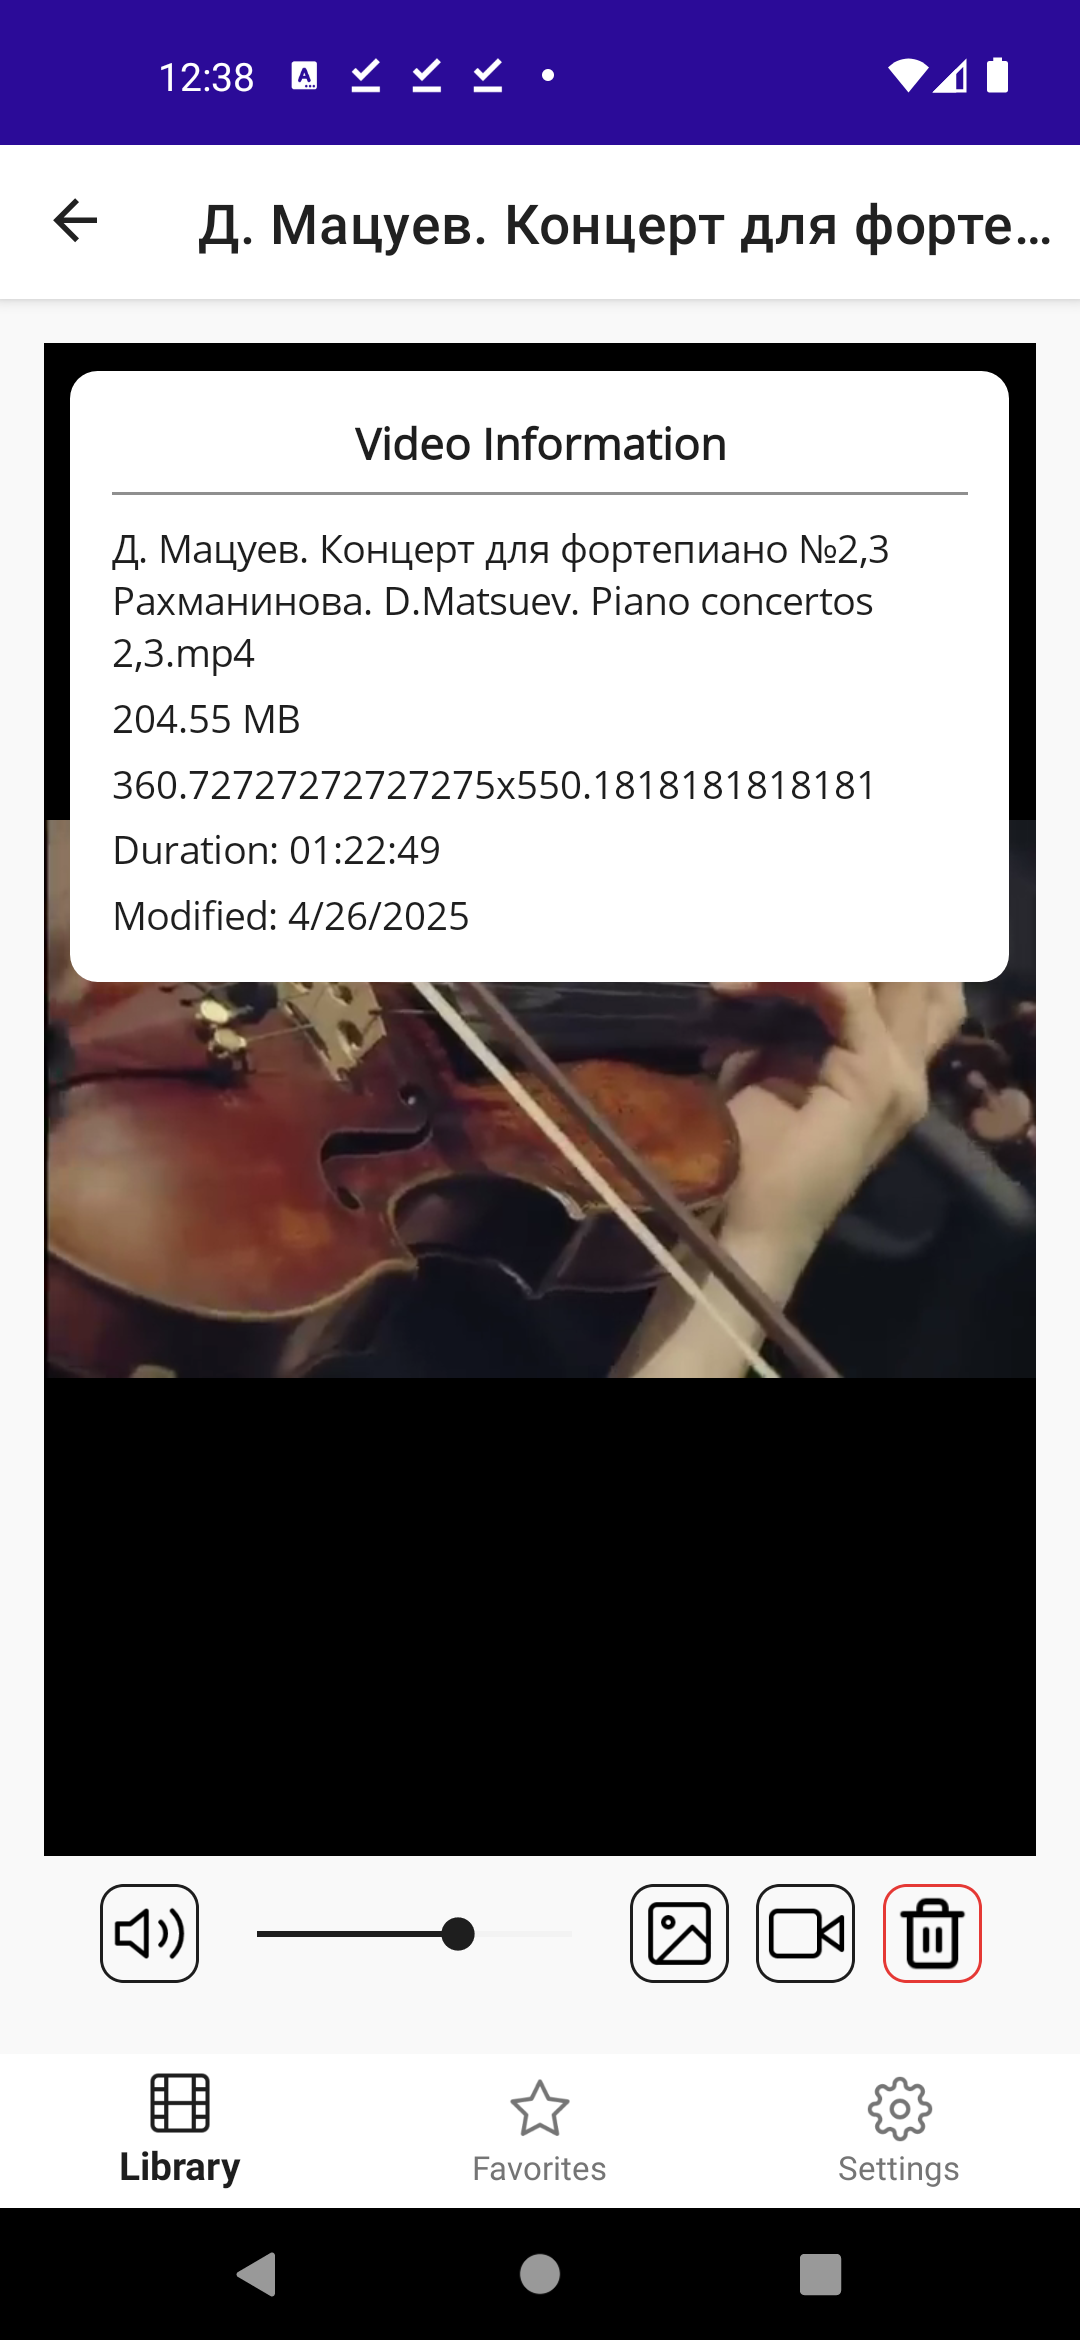 12:38
Д. Мацуев. Концерт для форте...
Video Information
Д. Мацуев. Концерт для фортепиано №2,3
Рахманинова. D.Matsuev. Piano concertos
2,3.mp4
204.55 MB
360.72727272727275x550.1818181818181
Duration: 01:22:49
Modified: 4/26/2025
Library
Favorites
Settings